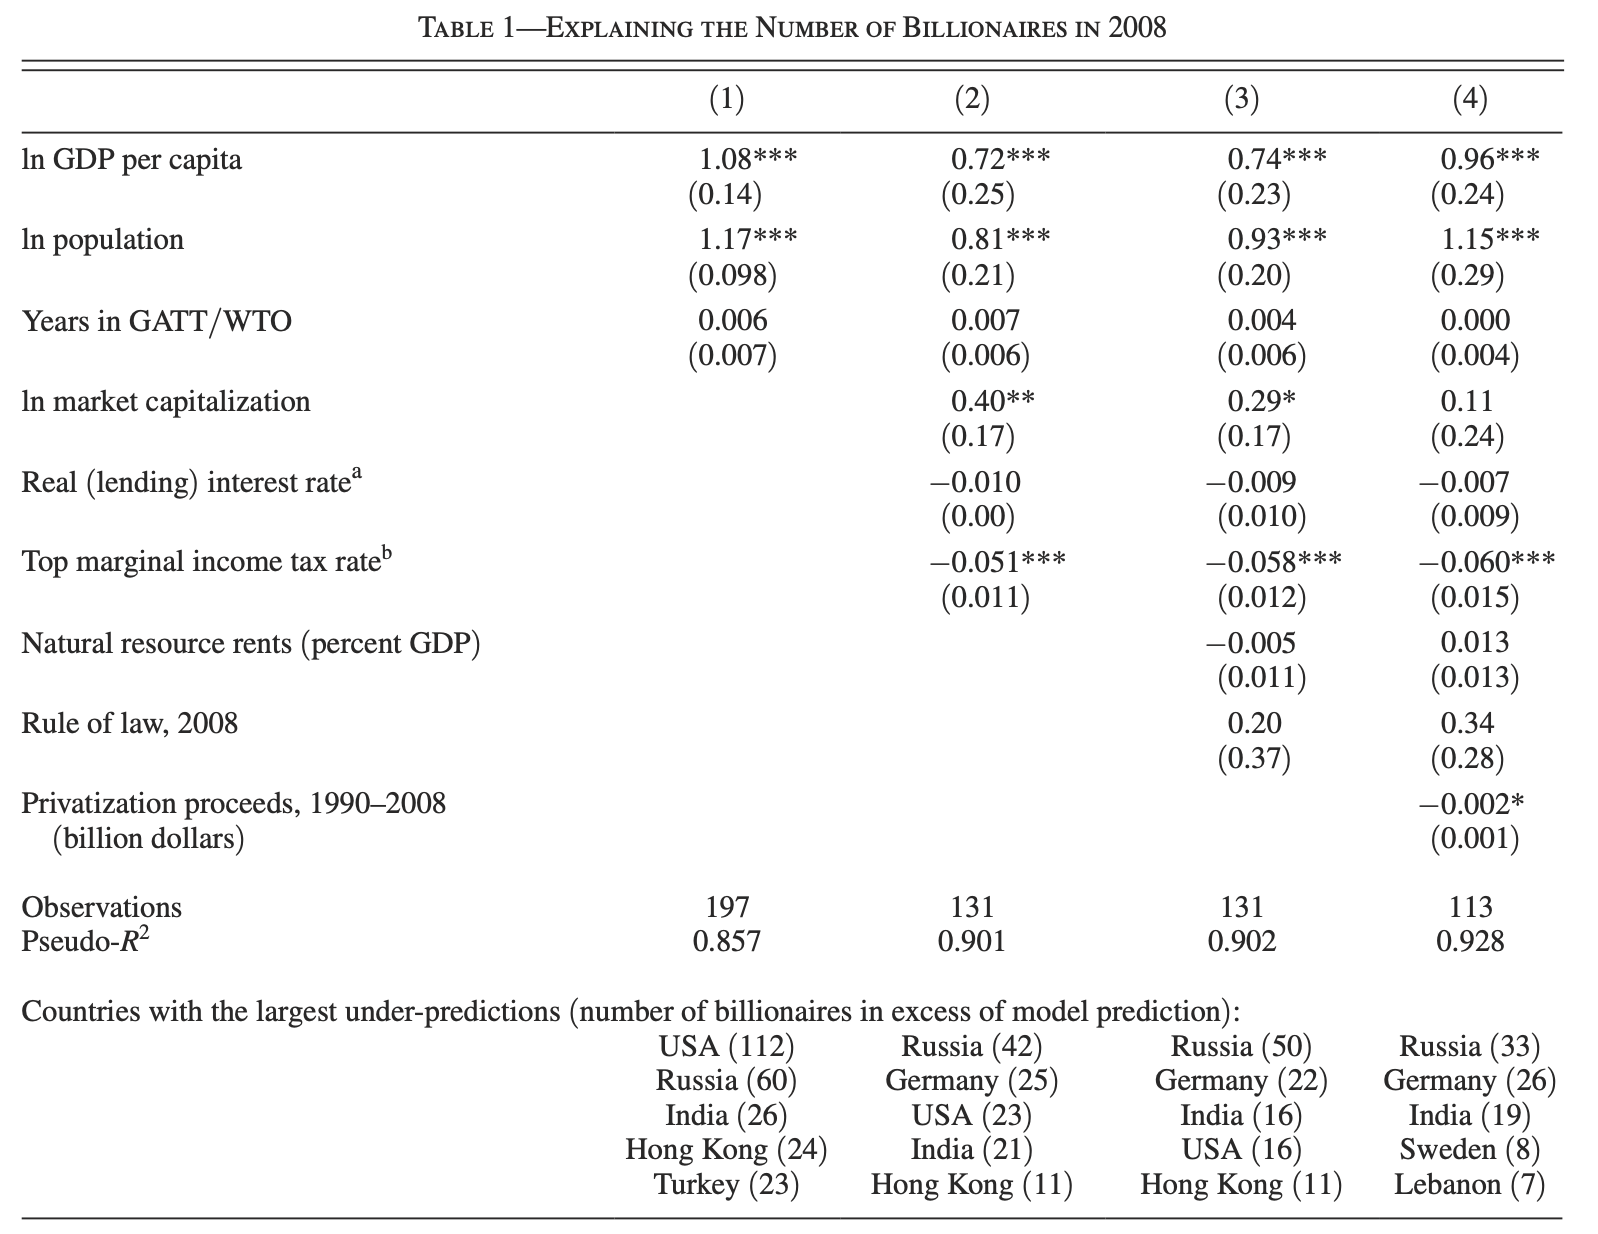 TABLE 1—EXPLAINING THE NUMBER OF BILLIONAIRES IN 2008
(1) (2) (3) (4)
ln GDP per capita 1.08*** 0.72*** 0.74*** 0.96***
(0.14) (0.25) (0.23) (0.24)
ln population 1.17*** 0.81*** 0.93*** 1.15***
(0.098) (0.21) (0.20) (0.29)
Years in GATT/WTO 0.006 0.007 0.004 0.000
(0.007) (0.006) (0.006) (0.004)
ln market capitalization 0.40** 0.29* 0.11
(0.17) (0.17) (0.24)
Real (lending) interest rateᵃ −0.010 −0.009 −0.007
(0.00) (0.010) (0.009)
Top marginal income tax rateᵇ −0.051*** −0.058*** −0.060***
(0.011) (0.012) (0.015)
Natural resource rents (percent GDP) −0.005 0.013
(0.011) (0.013)
Rule of law, 2008 0.20 0.34
(0.37) (0.28)
Privatization proceeds, 1990–2008 −0.002*
(billion dollars) (0.001)
Observations 197 131 131 113
Pseudo-R² 0.857 0.901 0.902 0.928
Countries with the largest under-predictions (number of billionaires in excess of model prediction):
USA (112) Russia (42) Russia (50) Russia (33)
Russia (60) Germany (25) Germany (22) Germany (26)
India (26) USA (23) India (16) India (19)
Hong Kong (24) India (21) USA (16) Sweden (8)
Turkey (23) Hong Kong (11) Hong Kong (11) Lebanon (7)